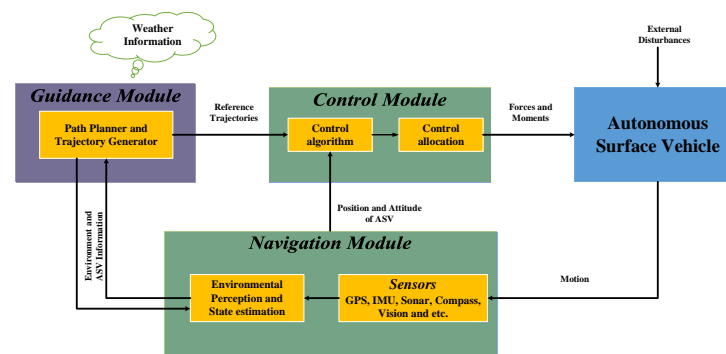 Weather
Information
External
Disturbances
Guidance Module
Path Planner and
Trajectory Generator
Reference
Trajectories
Control Module
Control
algorithm
Control
allocation
Forces and
Moments
Autonomous
Surface Vehicle
Environment and
ASV Information
Position and Attitude
of ASV
Navigation Module
Environmental
Perception and
State estimation
Sensors
GPS, IMU, Sonar, Compass,
Vision and etc.
Motion